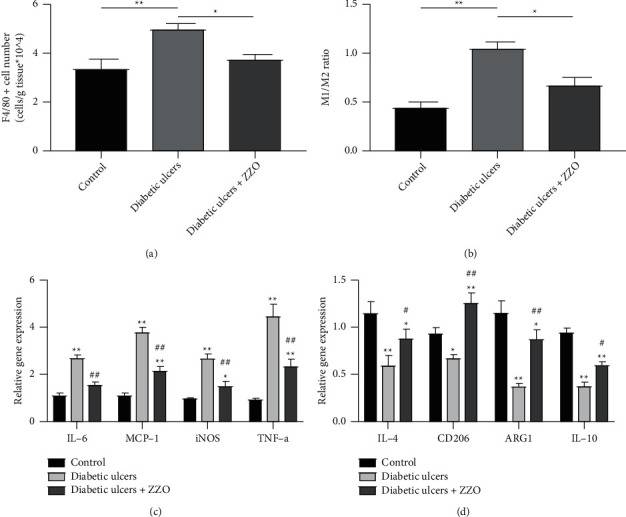 F4/80 + cell number
(cells/g tissue*10^4)
6
4
2
0
**
*
Control
Diabetic ulcers
Diabetic ulcers + ZZO
(a)
M1/M2 ratio
1.5
1.0
0.5
0.0
**
*
Control
Diabetic ulcers
Diabetic ulcers + ZZO
(b)
Relative gene expression
6
4
2
0
**
##
**
##
**
**
##
*
**
##
**
IL–6 MCP–1 iNOS TNF–a
Control
Diabetic ulcers
Diabetic ulcers + ZZO
(c)
Relative gene expression
1.5
1.0
0.5
0.0
**
#
*
*
##
**
**
##
*
**
#
**
IL–4 CD206 ARG1 IL–10
Control
Diabetic ulcers
Diabetic ulcers + ZZO
(d)